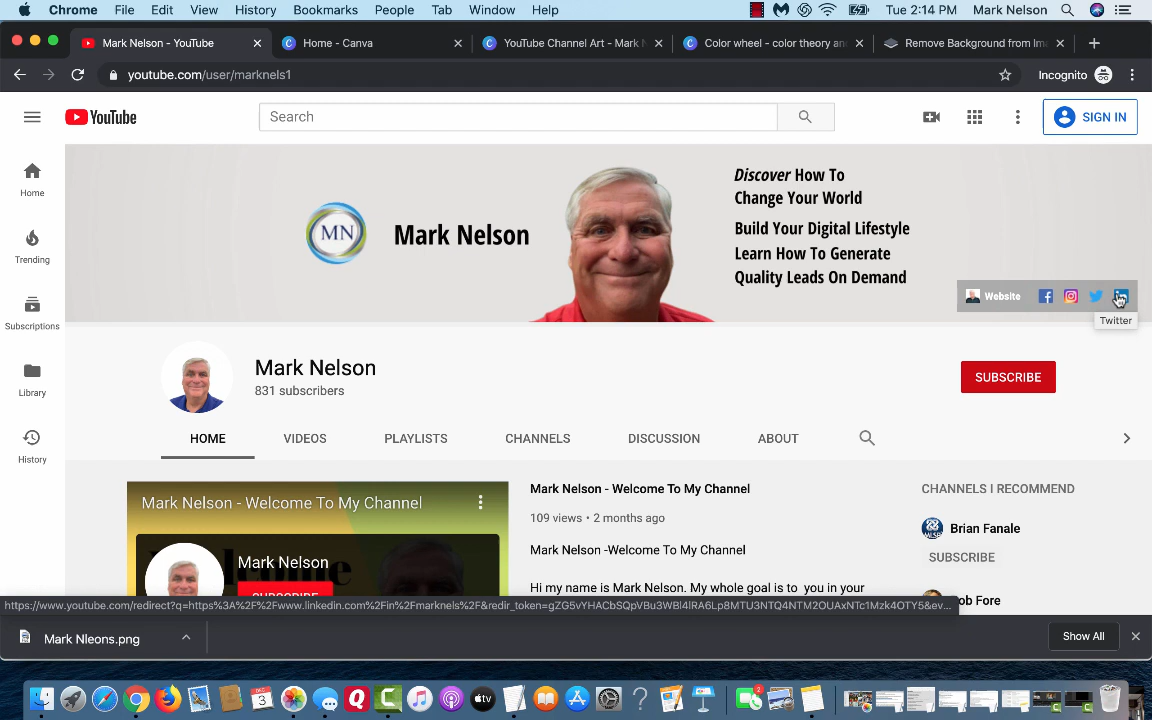 Chrome File Edit View History Bookmarks People Tab Window Help Tue 2:14 PM Mark Nelson
Mark Nelson - YouTube Home - Canva YouTube Channel Art - Mark Color wheel - color theory an Remove Background from Im
youtube.com/user/marknels1 Incognito
YouTube Search SIGN IN
Home
Trending
Subscriptions
Library
History
MN
Mark Nelson
Discover How To
Change Your World
Build Your Digital Lifestyle
Learn How To Generate
Quality Leads On Demand
Website
Twitter
Mark Nelson
831 subscribers
SUBSCRIBE
HOME VIDEOS PLAYLISTS CHANNELS DISCUSSION ABOUT
Mark Nelson - Welcome To My Channel
Mark Nelson
SUBSCRIBE
Mark Nelson - Welcome To My Channel
109 views • 2 months ago
Mark Nelson -Welcome To My Channel
Hi my name is Mark Nelson. My whole goal is to you in your
CHANNELS I RECOMMEND
Brian Fanale
SUBSCRIBE
ob Fore
Mark Nleons.png
Show All
DEC
3
2